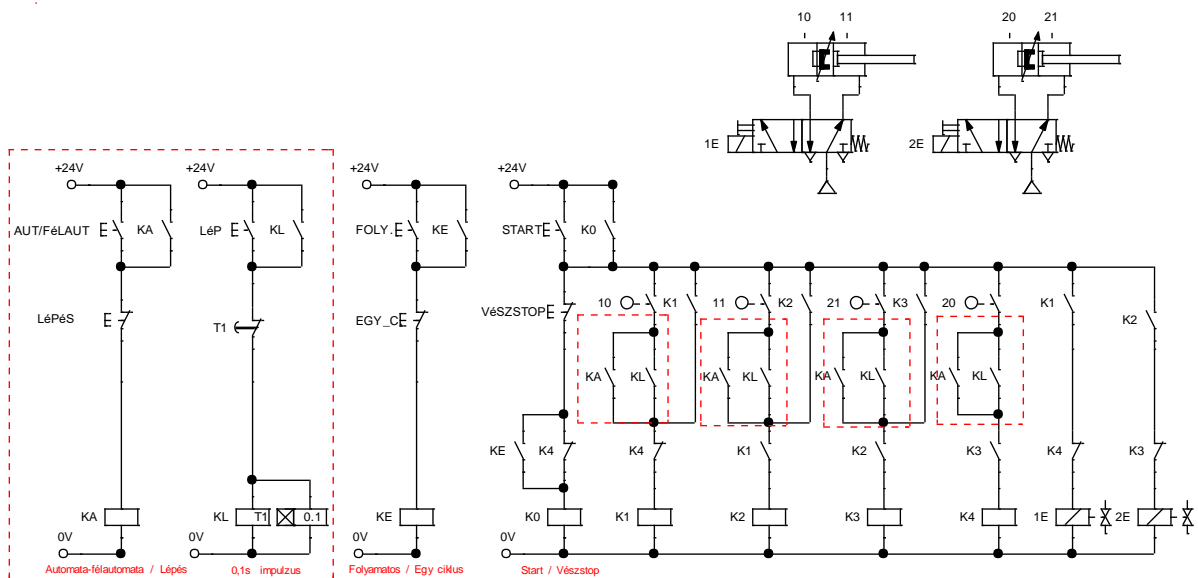 10 11 20 21
1E 2E
+24V +24V +24V +24V
AUT/FéLAUT KA LéP KL FOLY. KE START K0
LéPéS T1 EGY_C VéSZSTOP 10 K1 11 K2 21 K3 20 K1 K2
KA KL KA KL KA KL KA KL
KE K4 K4 K1 K2 K3 K4 K3
KA KL T1 0.1 KE K0 K1 K2 K3 K4 1E 2E
0V 0V 0V 0V
Automata-félautomata / Lépés 0,1s impulzus Folyamatos / Egy ciklus Start / Vészstop